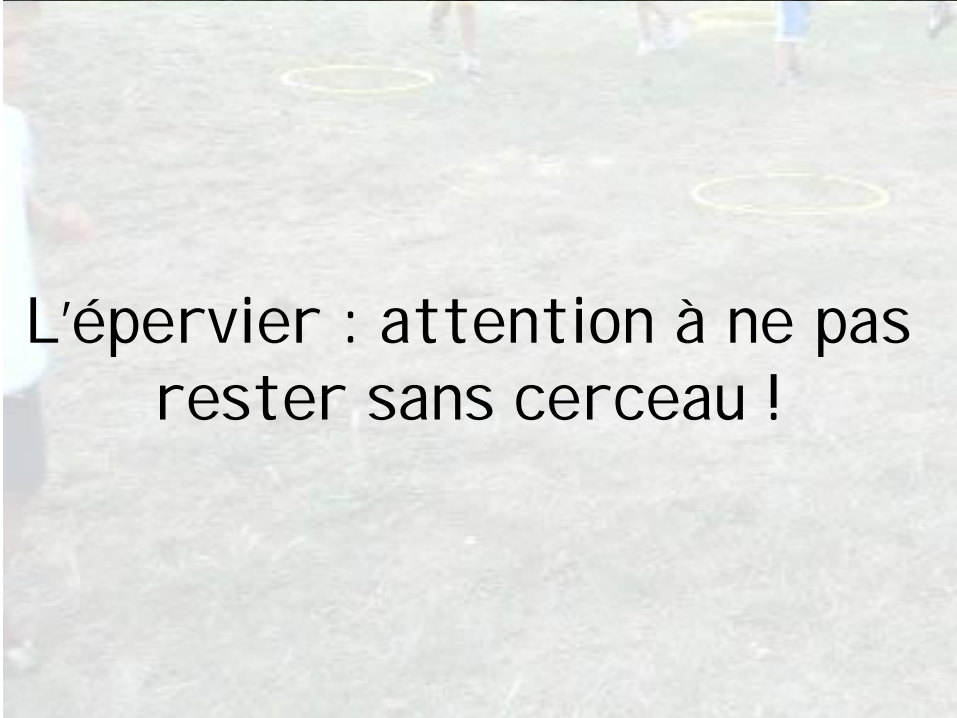 L'épervier : attention à ne pas
rester sans cerceau !